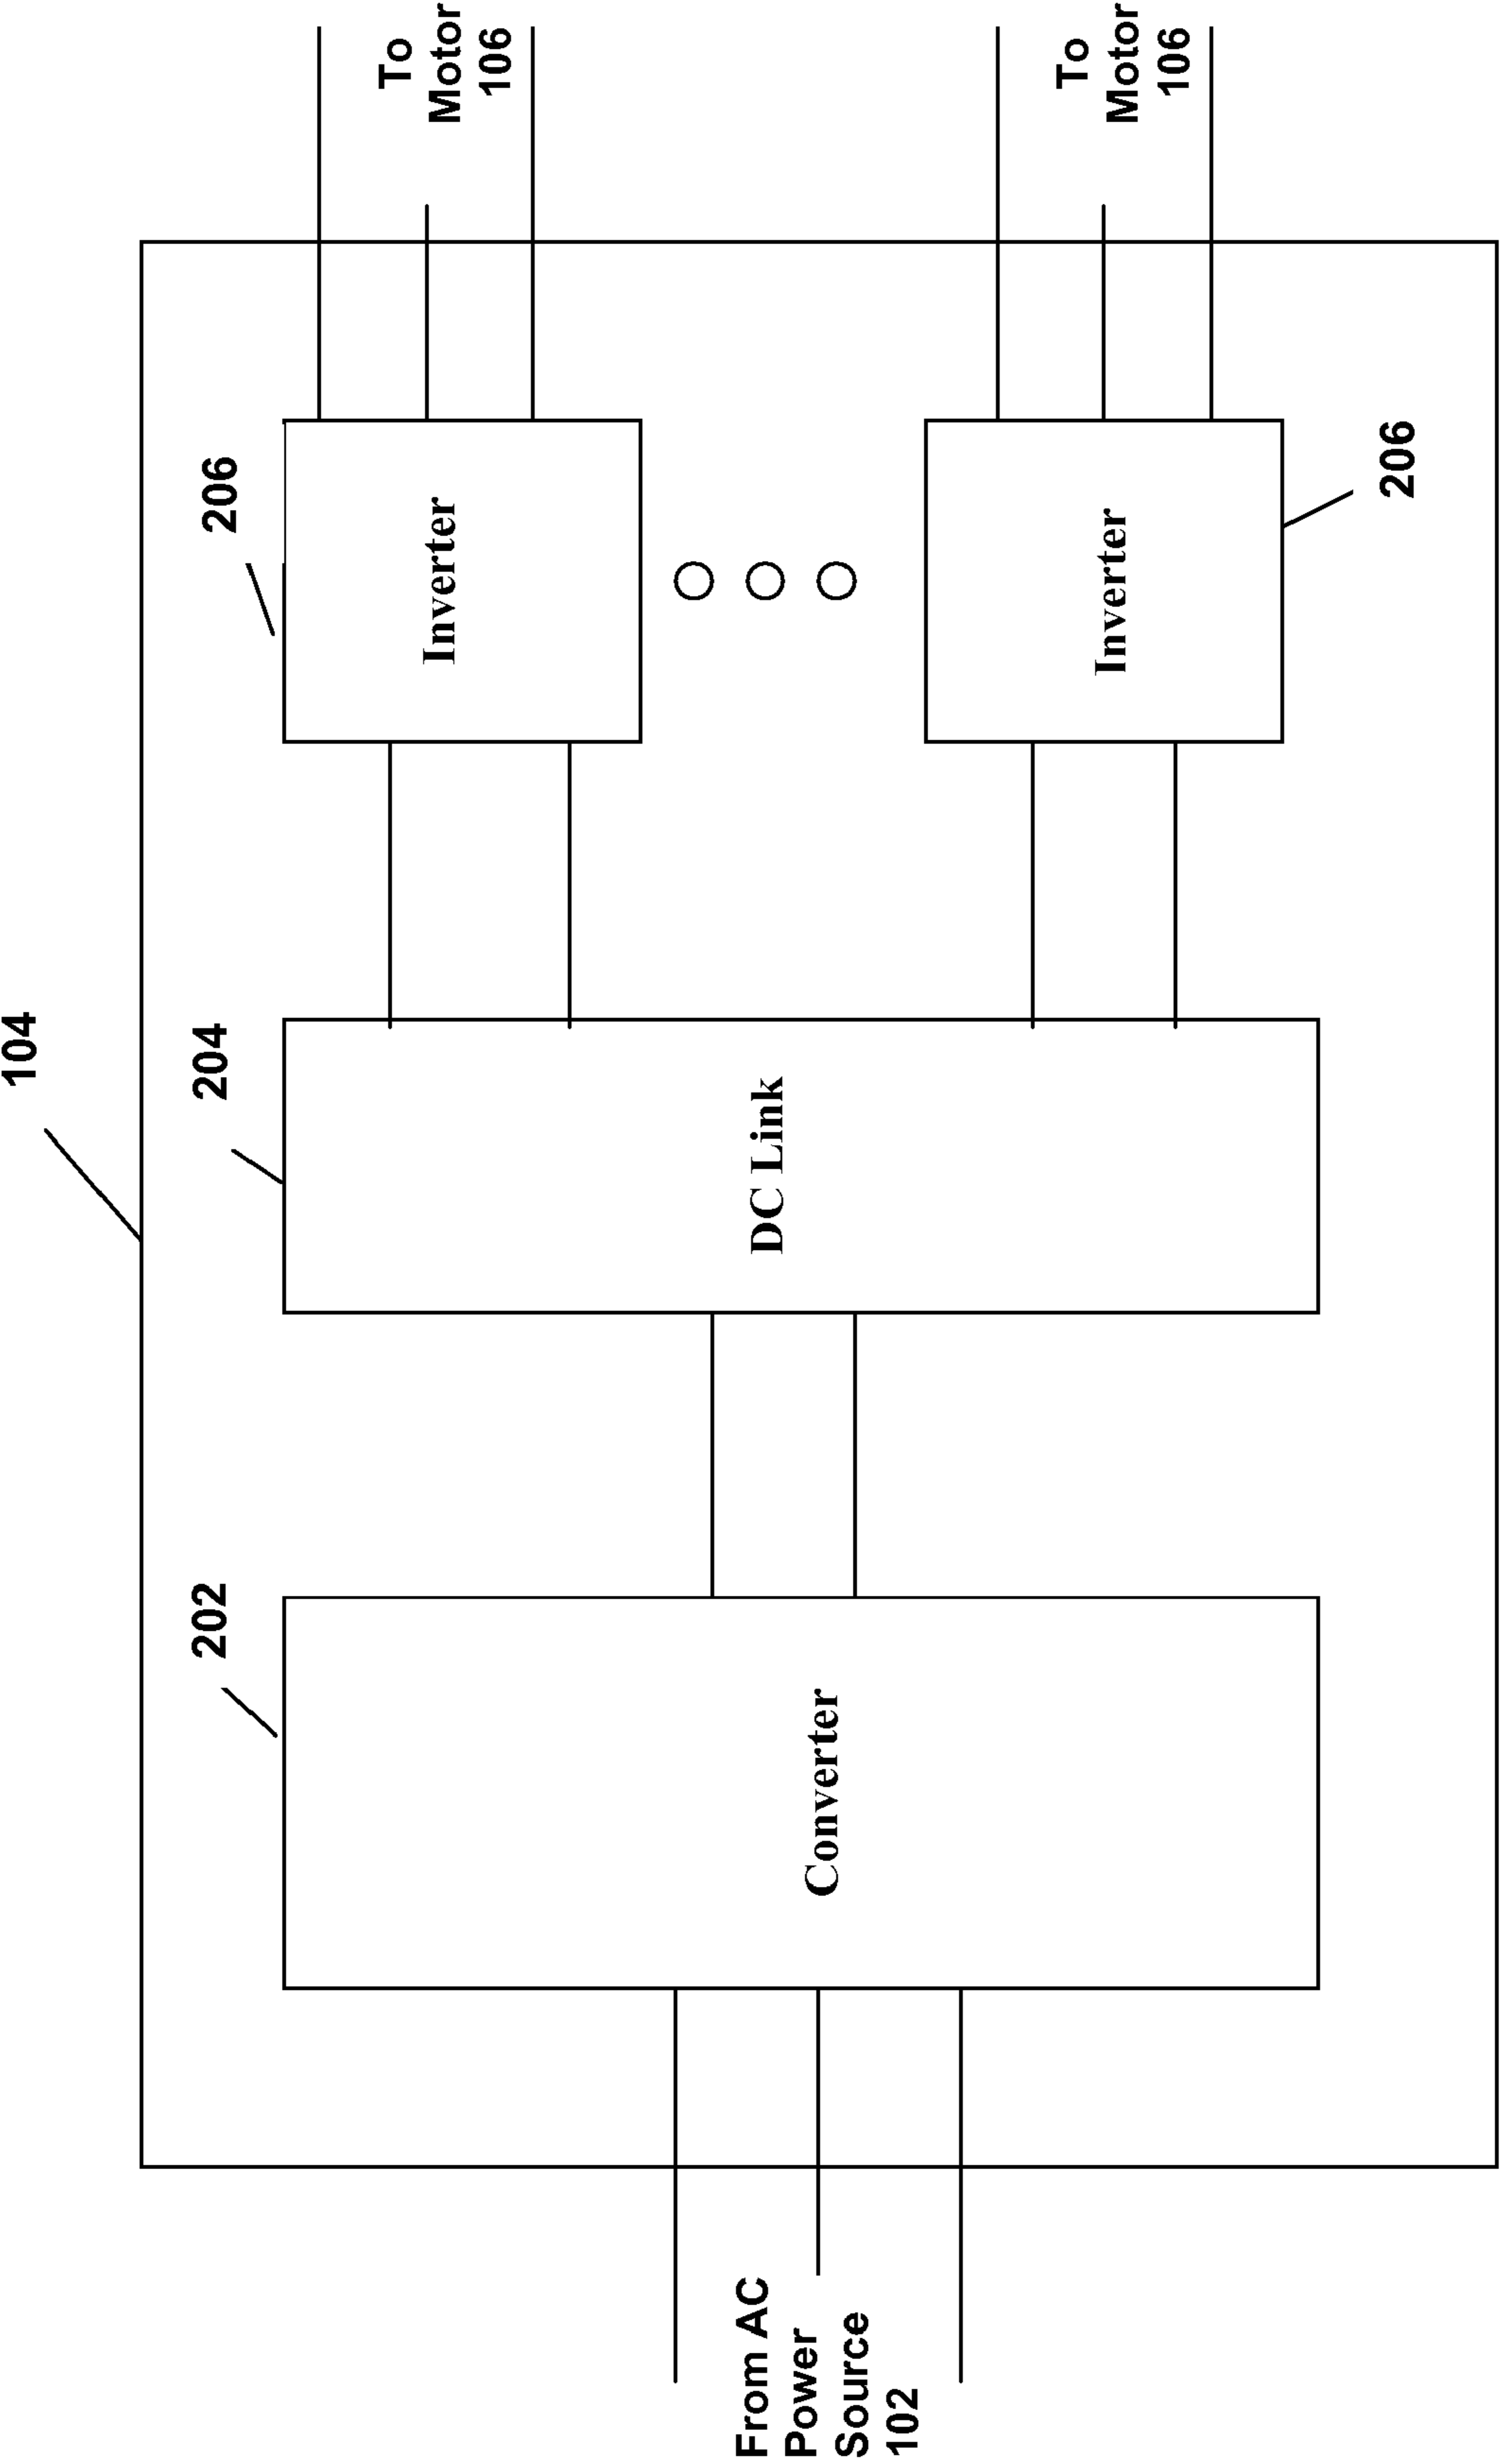 104
202
204
206
Converter
DC Link
Inverter
Inverter
206
From AC
Power
Source
102
To
Motor
106
To
Motor
106